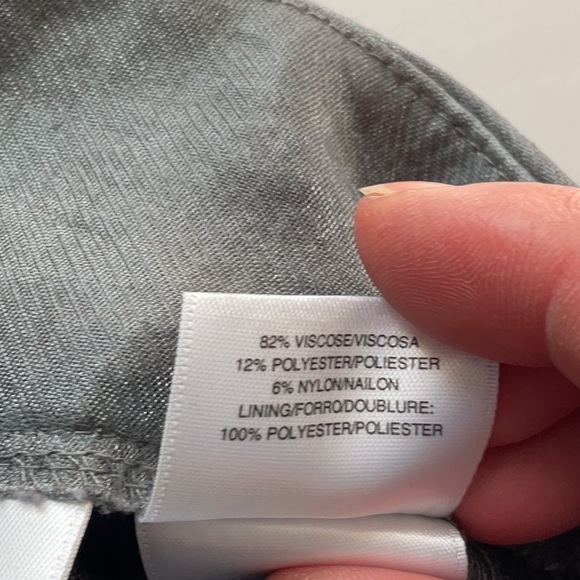 82% VISCOSE/VISCOSA
12% POLYESTER/POLIESTER
6% NYLON/NAILON
LINING/FORRO/DOUBLURE:
100% POLYESTER/POLIESTER